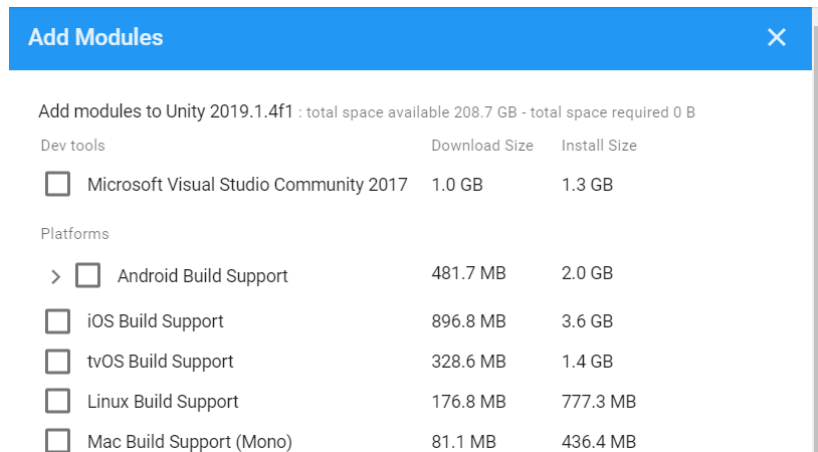 Add Modules
Add modules to Unity 2019.1.4f1 : total space available 208.7 GB - total space required 0 B
Dev tools Download Size Install Size
Microsoft Visual Studio Community 2017 1.0 GB 1.3 GB
Platforms
Android Build Support 481.7 MB 2.0 GB
iOS Build Support 896.8 MB 3.6 GB
tvOS Build Support 328.6 MB 1.4 GB
Linux Build Support 176.8 MB 777.3 MB
Mac Build Support (Mono) 81.1 MB 436.4 MB